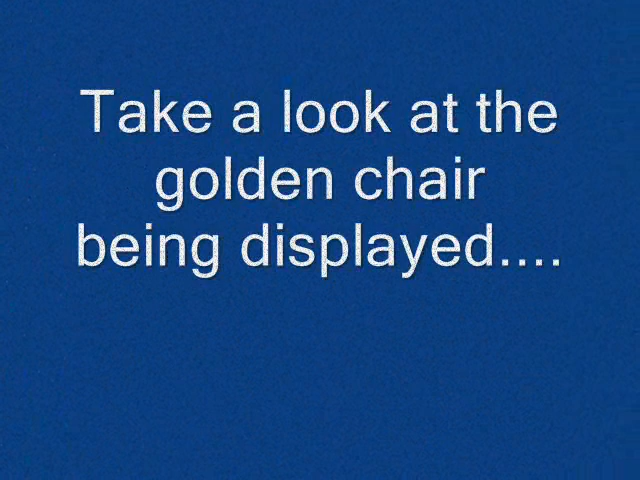 Take a look at the
golden chair
being displayed....